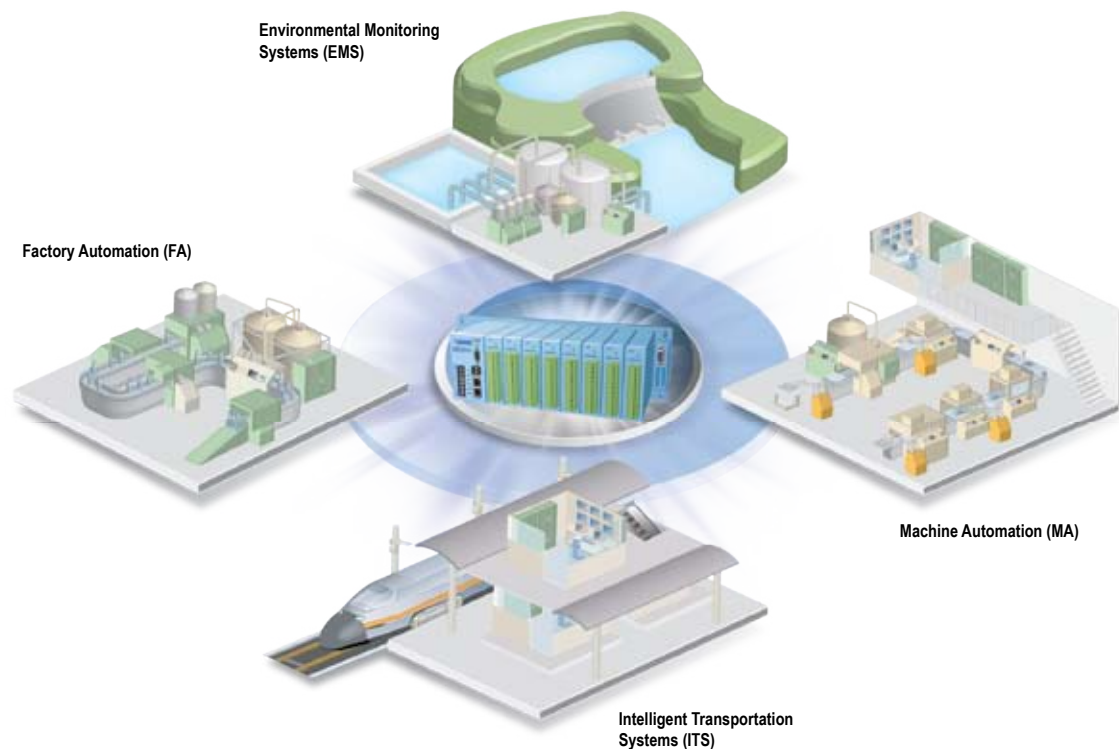 Environmental Monitoring
Systems (EMS)
Factory Automation (FA)
Machine Automation (MA)
Intelligent Transportation
Systems (ITS)